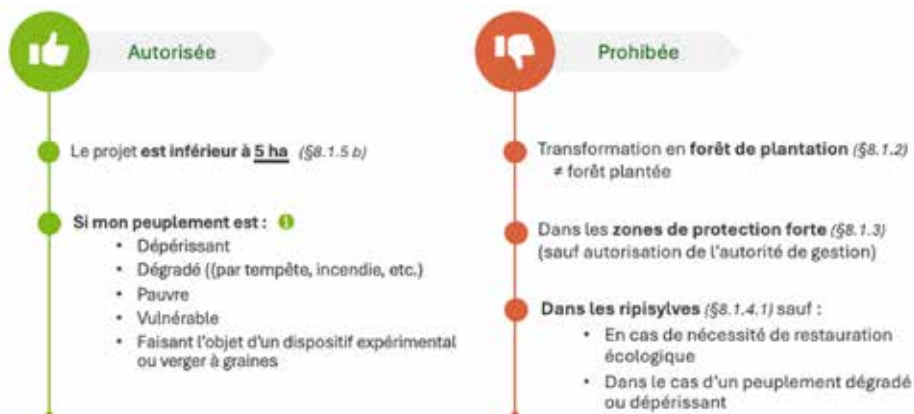 Autorisée
Le projet est inférieur à 5 ha (§8.1.5 b)
Si mon peuplement est :
• Dépérissant
• Dégradé ((par tempête, incendie, etc.)
• Pauvre
• Vulnérable
• Faisant l'objet d'un dispositif expérimental
ou verger à graines
Prohibée
Transformation en forêt de plantation (§8.1.2)
≠ forêt plantée
Dans les zones de protection forte (§8.1.3)
(sauf autorisation de l'autorité de gestion)
Dans les ripisylves (§8.1.4.1) sauf :
• En cas de nécessité de restauration
écologique
• Dans le cas d'un peuplement dégradé
ou dépérissant